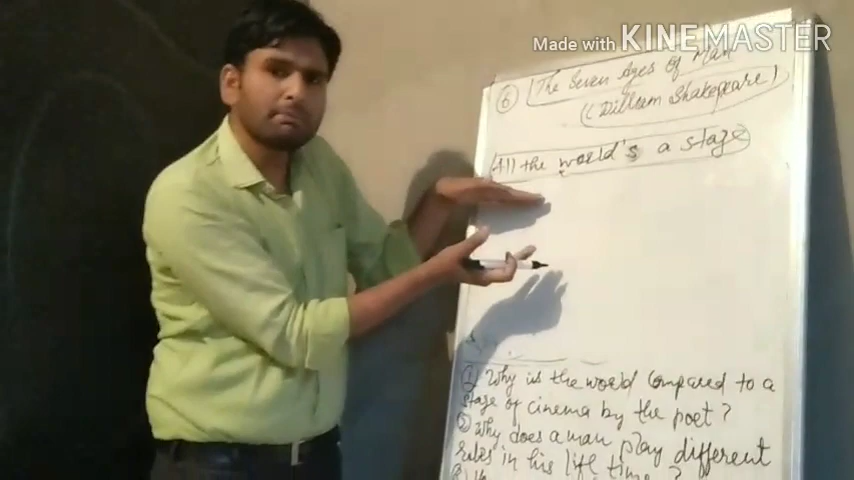 Made with KINEMASTER
6 The Seven Ages of Man
(William Shakespeare)
All the world's a stage
① Why is the world compared to a
stage of cinema by the poet?
② Why does a man play different
roles in his life time?